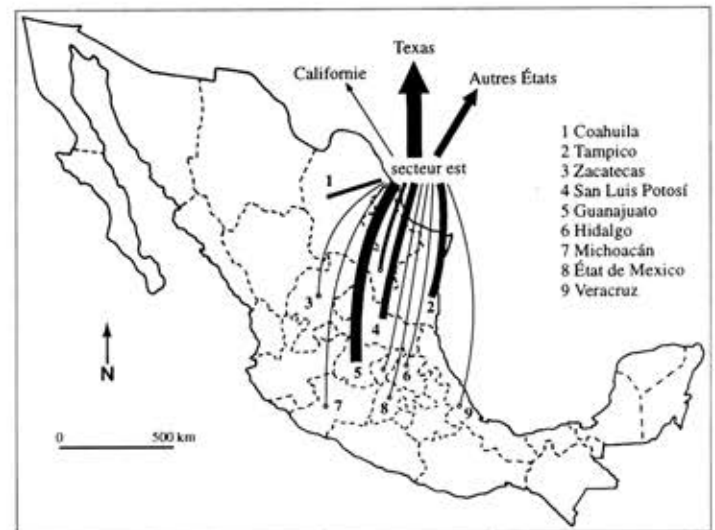 Texas
Californie
Autres États
secteur est
1 Coahuila
2 Tampico
3 Zacatecas
4 San Luis Potosí
5 Guanajuato
6 Hidalgo
7 Michoacán
8 État de Mexico
9 Veracruz
1
2
3
4
5
6
7
8
9
N
0 500 km